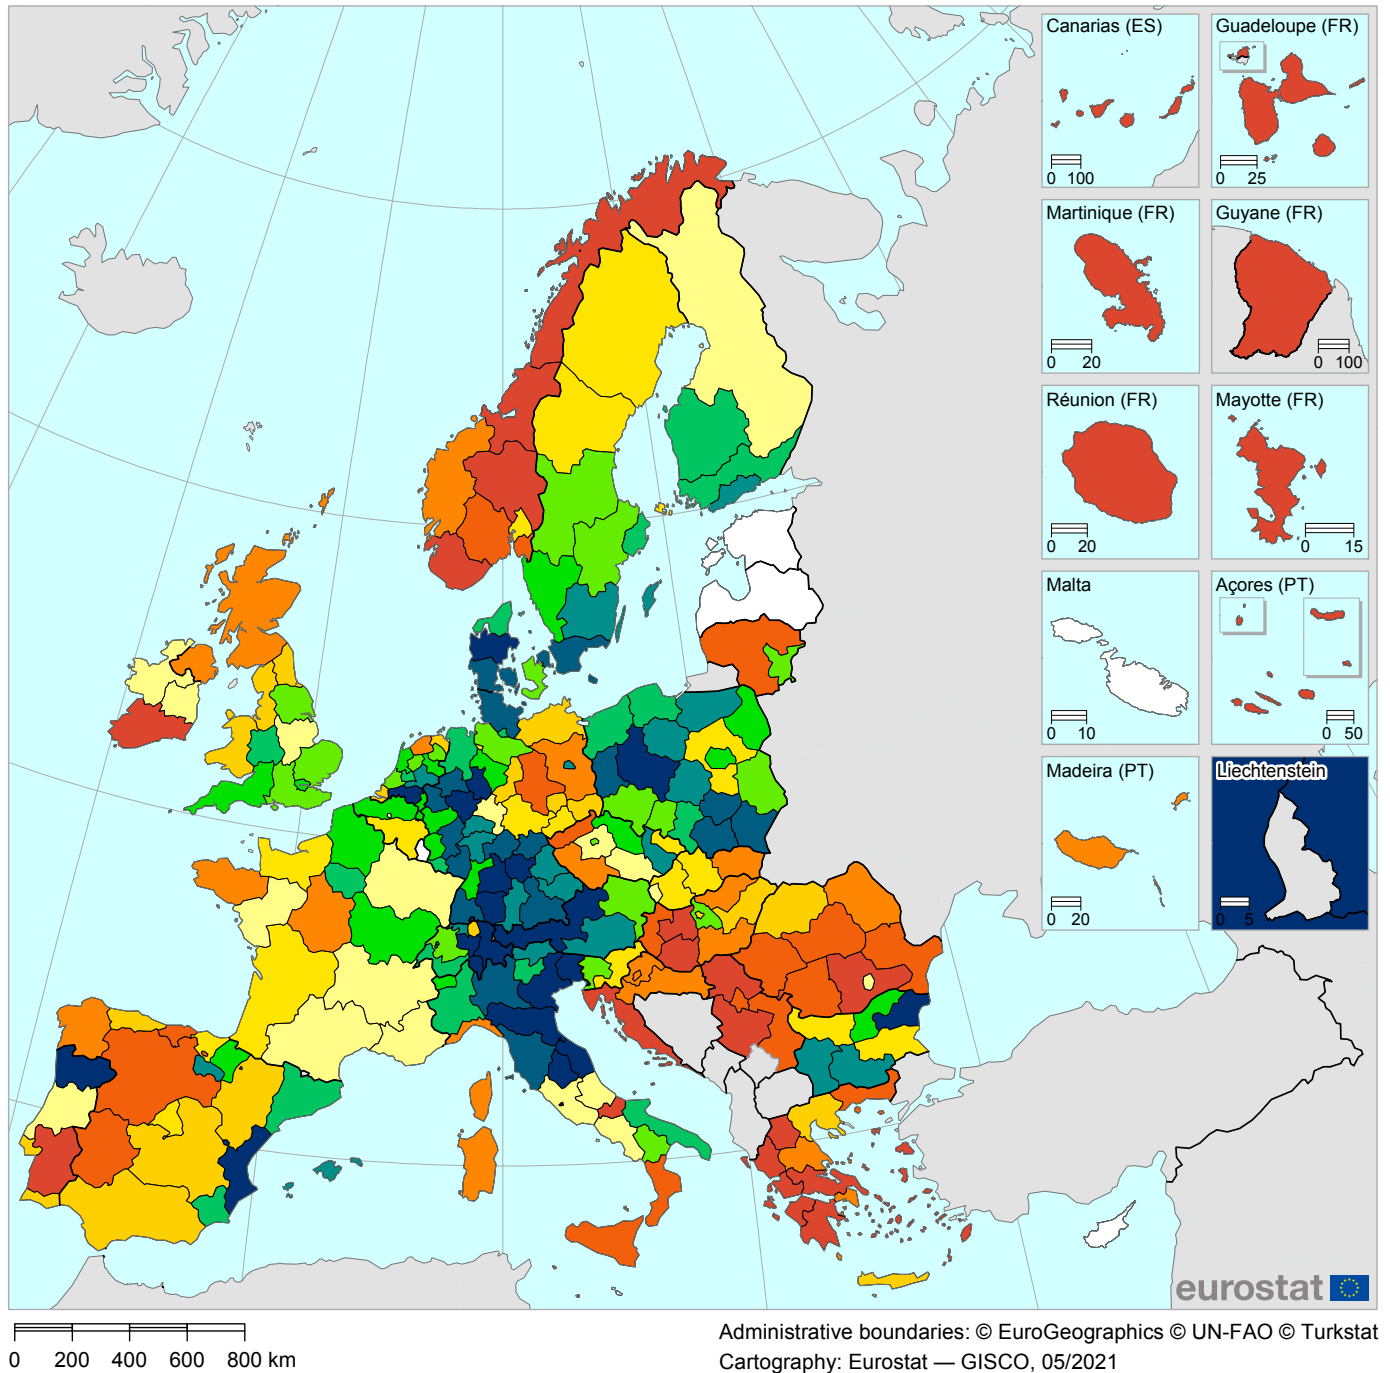 Canarias (ES)
0 100
Guadeloupe (FR)
0 25
Martinique (FR)
0 20
Guyane (FR)
0 100
Réunion (FR)
0 20
Mayotte (FR)
0 15
Malta
0 10
Açores (PT)
0 50
Madeira (PT)
0 20
Liechtenstein
0 5
eurostat
0 200 400 600 800 km
Administrative boundaries: © EuroGeographics © UN-FAO © Turkstat
Cartography: Eurostat — GISCO, 05/2021